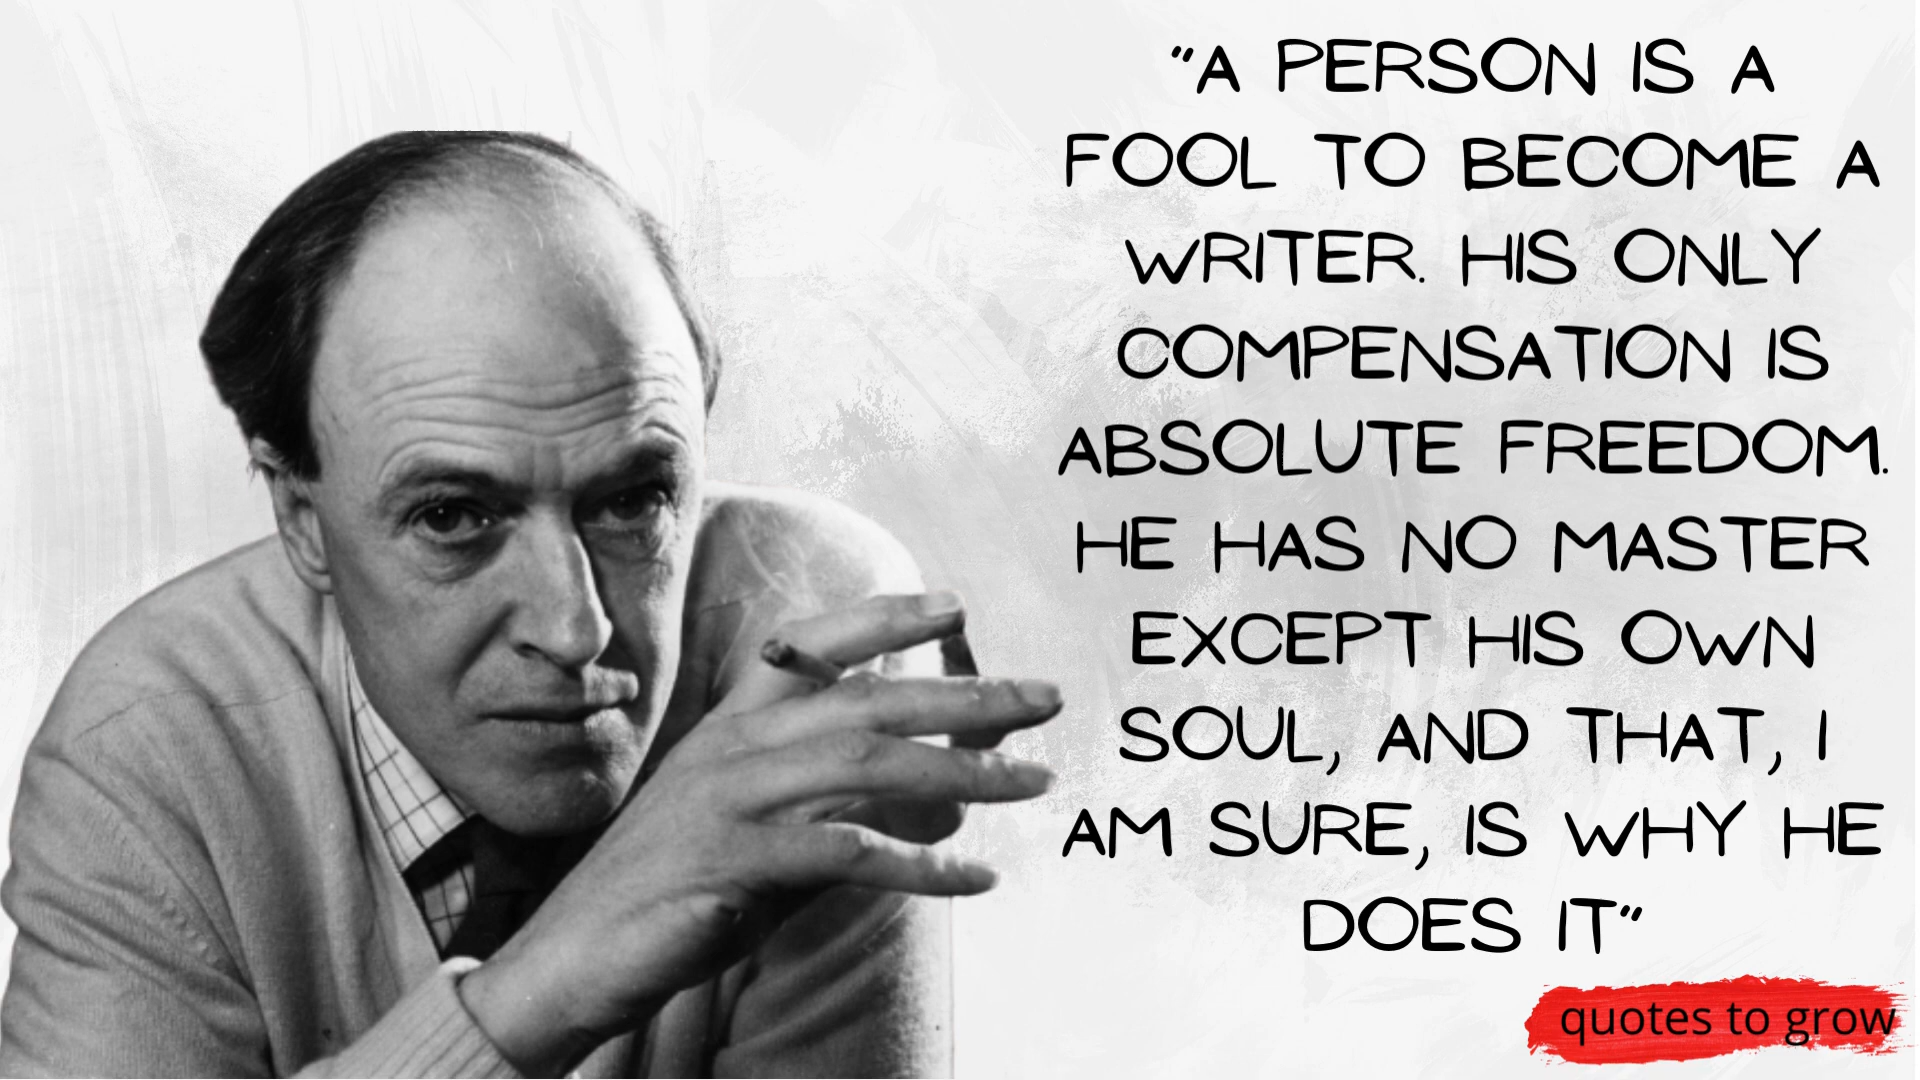 "A PERSON IS A
FOOL TO BECOME A
WRITER. HIS ONLY
COMPENSATION IS
ABSOLUTE FREEDOM.
HE HAS NO MASTER
EXCEPT HIS OWN
SOUL, AND THAT, I
AM SURE, IS WHY HE
DOES IT"
quotes to grow